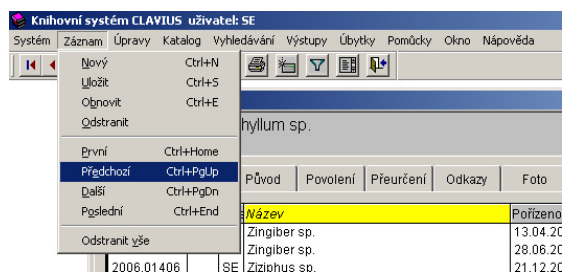 Knihovní systém CLAVIUS uživatel: SE
Systém Záznam Úpravy Katalog Vyhledávání Výstupy Úbytky Pomůcky Okno Nápověda
Nový Ctrl+N
Uložit Ctrl+S
Obnovit Ctrl+E
Odstranit
hyllum sp.
První Ctrl+Home
Předchozí Ctrl+PgUp
Původ Povolení Přeurčení Odkazy Foto
Další Ctrl+PgDn
Poslední Ctrl+End
Název Pořízeno
Zingiber sp. 13.04.20
Odstranit vše
Zingiber sp. 28.06.20
2006.01406 SE Ziziphus sp. 21.12.20